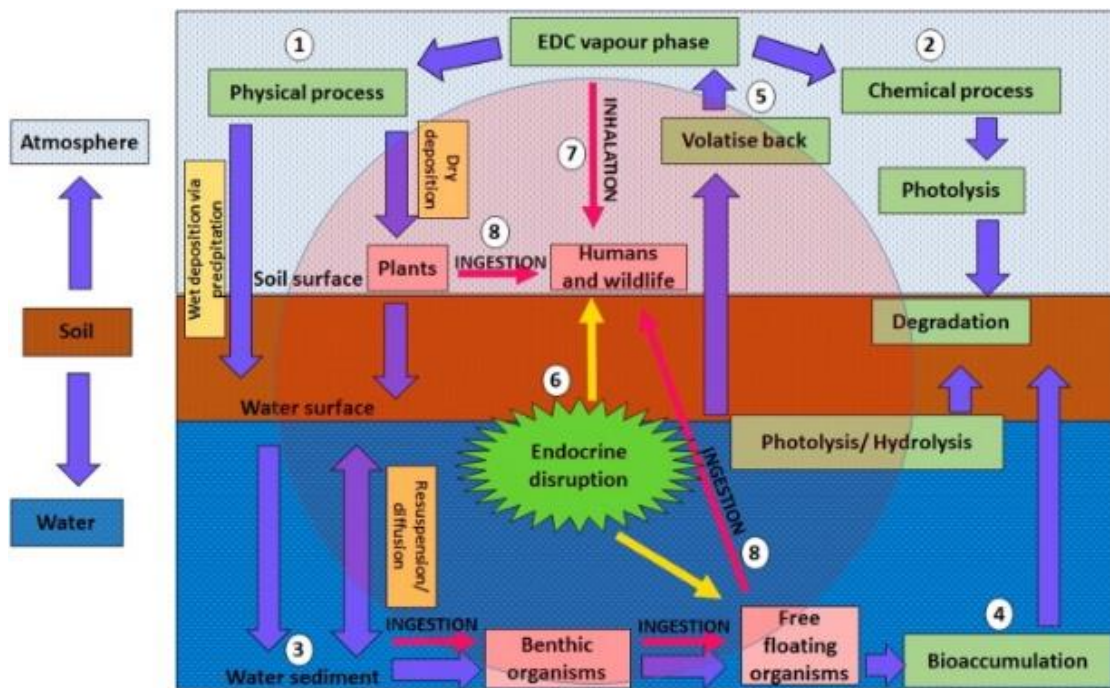 1
EDC vapour phase
2
Physical process
5
Chemical process
Atmosphere
Volatise back
7
INHALATION
Dry
deposition
Photolysis
Wet deposition via
precpitation
8
INGESTION
Soil surface
Plants
Humans
and wildlife
Soil
Degradation
6
Water surface
Endocrine
disruption
Photolysis/ Hydrolysis
INGESTION
8
Water
Resuspension/
diffusion
INGESTION
INGESTION
3
Water sediment
Benthic
organisms
Free
floating
organisms
4
Bioaccumulation